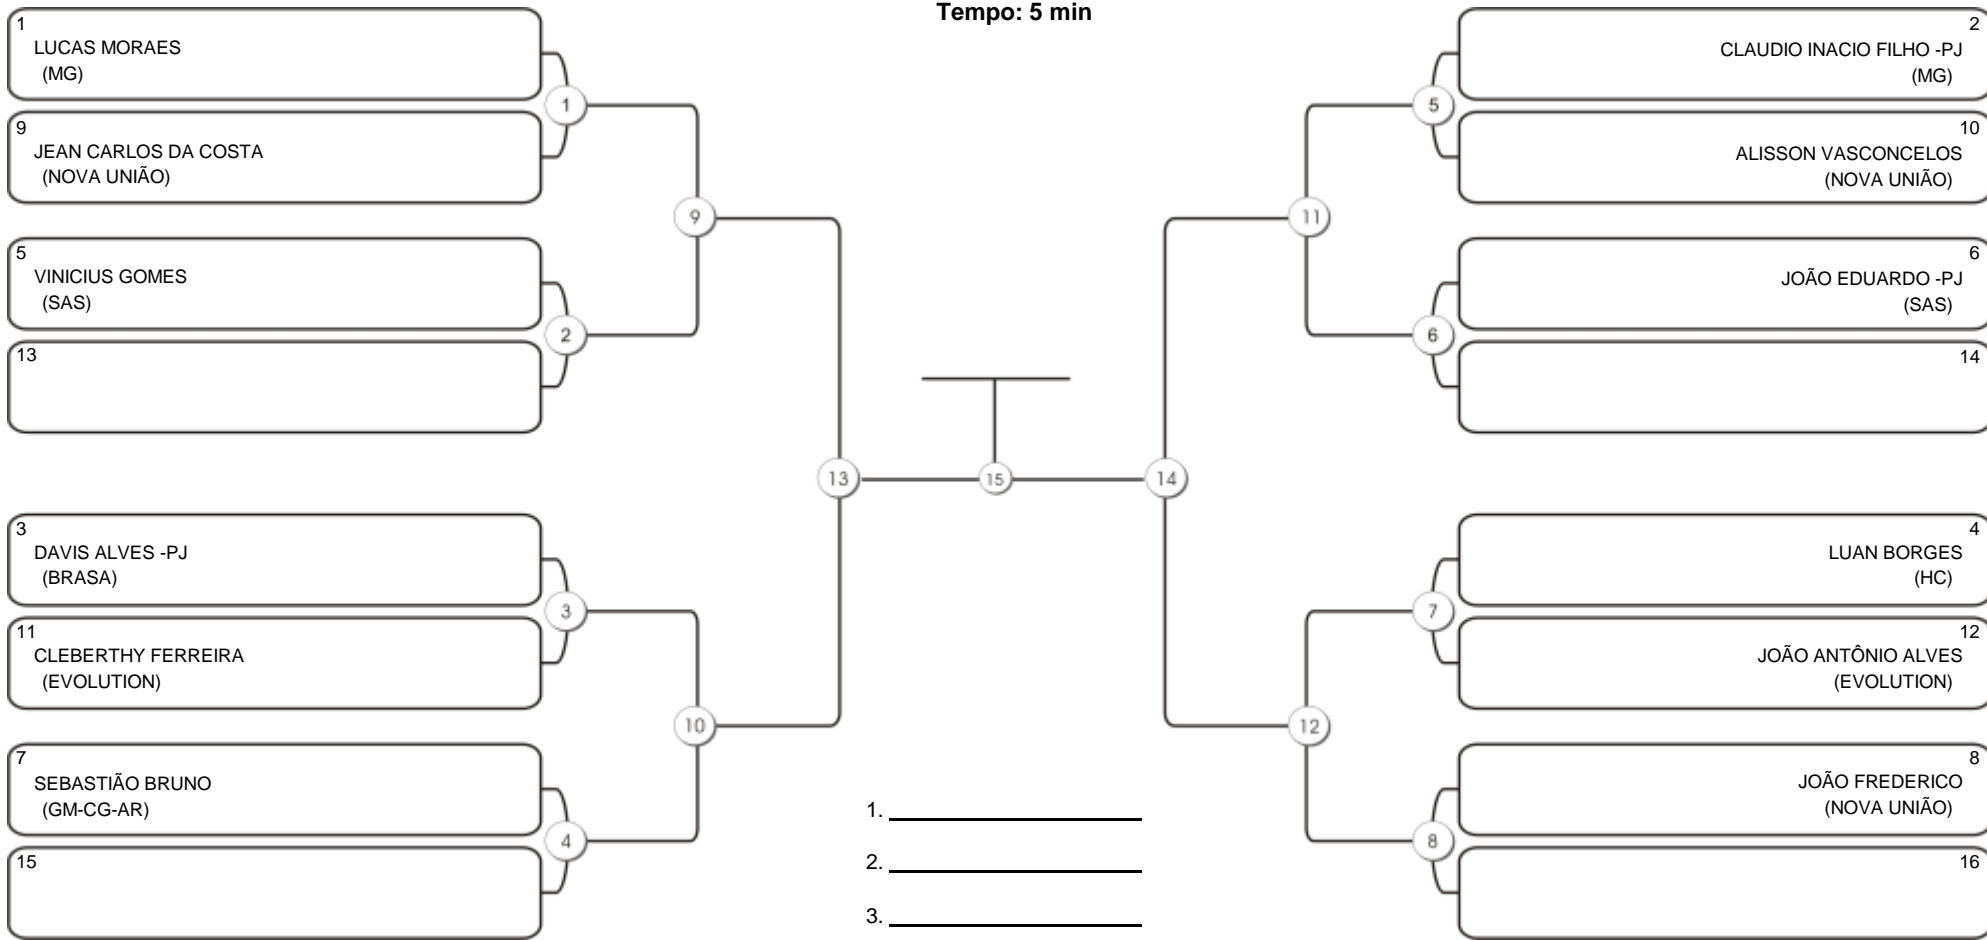 Tempo: 5 min
1
LUCAS MORAES
(MG)
9
JEAN CARLOS DA COSTA
(NOVA UNIÃO)
1
5
VINICIUS GOMES
(SAS)
13
2
9
3
DAVIS ALVES -PJ
(BRASA)
11
CLEBERTHY FERREIRA
(EVOLUTION)
3
7
SEBASTIÃO BRUNO
(GM-CG-AR)
15
4
10
13
15
14
2
CLAUDIO INACIO FILHO -PJ
(MG)
10
ALISSON VASCONCELOS
(NOVA UNIÃO)
5
6
JOÃO EDUARDO -PJ
(SAS)
14
6
11
4
LUAN BORGES
(HC)
12
JOÃO ANTÔNIO ALVES
(EVOLUTION)
7
8
JOÃO FREDERICO
(NOVA UNIÃO)
16
8
12
1.
2.
3.